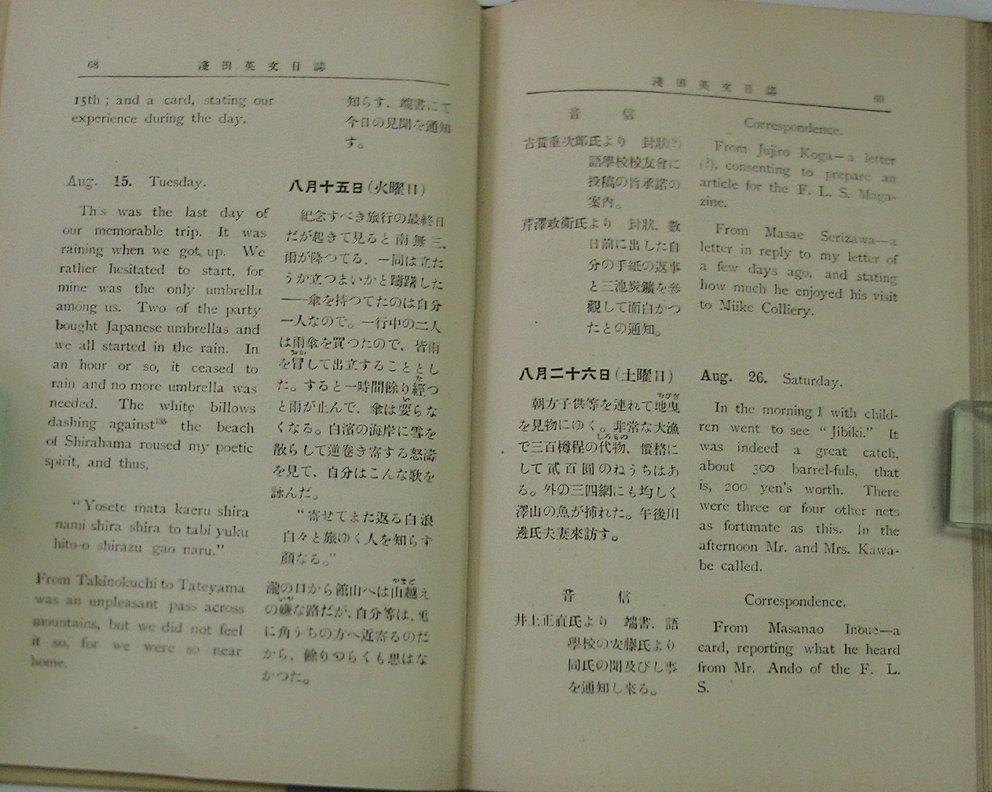 68
淺田英文日誌
15th ; and a card, stating our
experience during the day.
知らす、端書にて
今日の見聞を通知
す。
Aug. 15. Tuesday.
八月十五日(火曜日)
This was the last day of
our memorable trip. It was
raining when we got up. We
rather hesitated to start, for
mine was the only umbrella
among us. Two of the party
bought Japanese umbrellas and
we all started in the rain. In
an hour or so, it ceased to
rain and no more umbrella was
needed. The white billows
dashing against the beach
of Shirahama roused my poetic
spirit, and thus,
紀念すべき旅行の最終日
だが起きて見ると南無三、
雨が降つてる、一同は立た
うか立つまいかと躊躇した
——傘を持つてたのは自分
一人なので。一行中の二人
は雨傘を買つたので、皆雨
を冒して出立することとし
た。すると一時間餘り經つ
と雨が止んで、傘は要らな
くなる。白濱の海岸に雪を
散らして逆卷き寄する怒濤
を見て、自分はこんな歌を
詠んだ。
"Yosete mata kaeru shira
nami shira shira to tabi yuku
hito-o shirazu gao naru."
“寄せてまた返る白浪
白々と旅ゆく人を知らす
顏なる。”
From Takinokuchi to Tateyama
was an unpleasant pass across
mountains, but we did not feel
it so, for we were so near
home.
瀧の口から館山へは山越え
の嫌な路だが、自分等は、兎
に角うちの方へ近寄るのだ
から、餘りつらくも思はな
かつた。
淺田英文日誌
69
音信
Correspondence.
古賀重次郎氏より 封狀(?)
語學校校友會に
投稿の旨承諾の
案內。
From Jujiro Koga—a letter
(?), consenting to prepare an
article for the F. L. S. Maga-
zine.
芹澤政衞氏より 封狀、數
日前に出した自
分の手紙の返事
と三池炭鑛を參
觀して面白かつ
たとの通知。
From Masae Serizawa—a
letter in reply to my letter of
a few days ago, and stating
how much he enjoyed his visit
to Miike Colliery.
八月二十六日(土曜日)
Aug. 26. Saturday.
朝方子供等を連れて地曳
を見物にゆく。非常な大漁
で三百樽程の代物、價格に
して貳百圓のねうちはあ
る。外の三四網にも均しく
澤山の魚が捕れた。午後川
邊氏夫妻來訪す。
In the morning I with child-
ren went to see "Jibiki." It
was indeed a great catch,
about 300 barrel-fuls, that
is, 200 yen's worth. There
were three or four other nets
as fortunate as this. In the
afternoon Mr. and Mrs. Kawa-
be called.
音信
Correspondence.
井上正直氏より 端書、語
學校の安藤氏より
同氏の聞及びし事
を通知し來る。
From Masanao Inoue—a
card, reporting what he heard
from Mr. Ando of the F. L.
S.